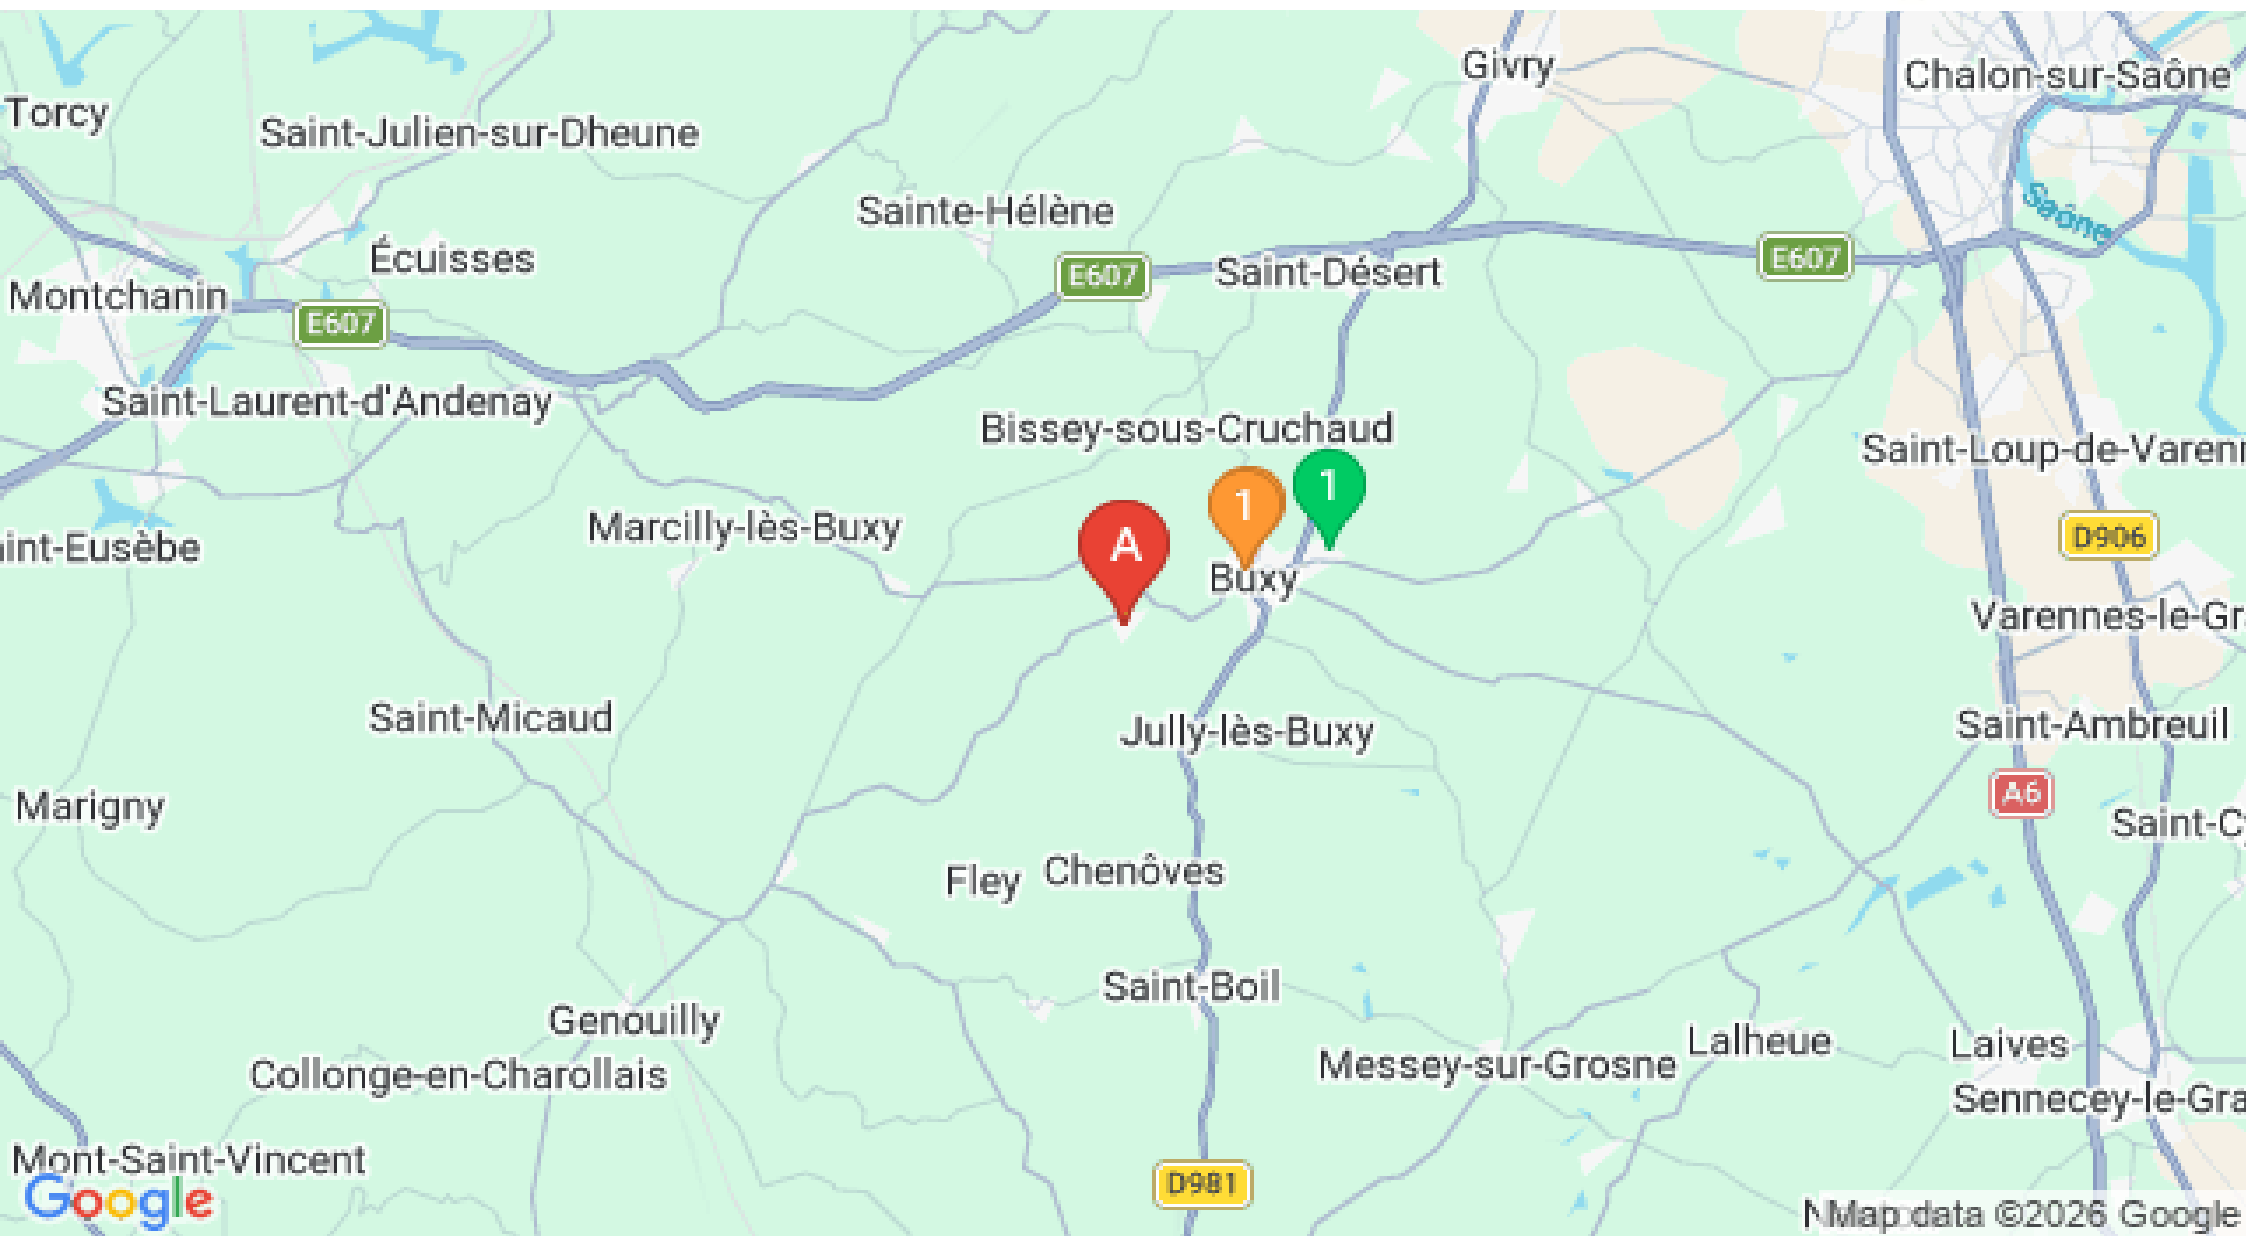 Givry
Chalon-sur-Saône
Torcy
Saint-Julien-sur-Dheune
Sainte-Hélène
Saône
Écuisses
E607
Saint-Désert
E607
Montchanin
E607
Saint-Laurent-d'Andenay
Bissey-sous-Cruchaud
Saint-Loup-de-Varenn
1
1
Marcilly-lès-Buxy
A
D906
int-Eusèbe
Buxy
Varennes-le-Gr
Saint-Micaud
Jully-lès-Buxy
Saint-Ambreuil
A6
Marigny
Saint-Cy
Fley
Chenôves
Saint-Boil
Genouilly
Lalheue
Laives
Messey-sur-Grosne
Collonge-en-Charollais
Sennecey-le-Gra
Mont-Saint-Vincent
D981
Google
Map data ©2026 Google